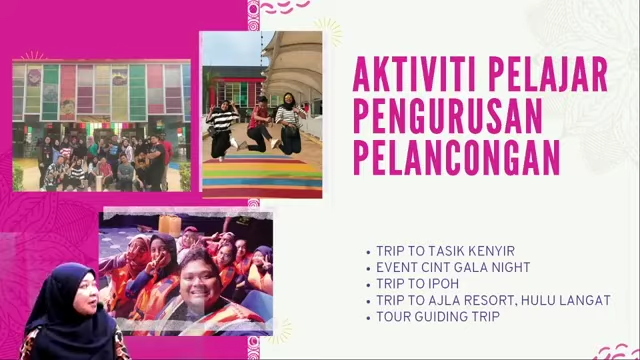 AKTIVITI PELAJAR
PENGURUSAN
PELANCONGAN
• TRIP TO TASIK KENYIR
• EVENT CINT GALA NIGHT
• TRIP TO IPOH
• TRIP TO AJLA RESORT, HULU LANGAT
• TOUR GUIDING TRIP